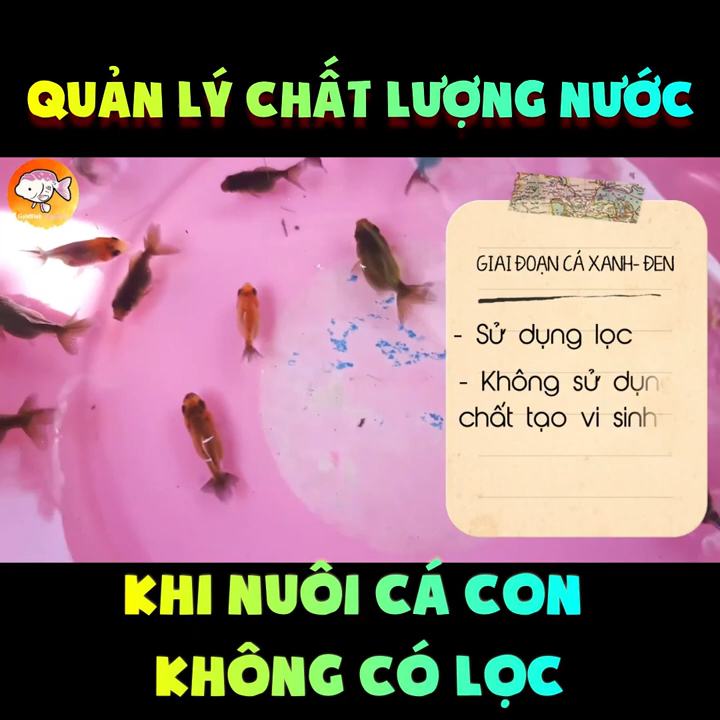 QUẢN LÝ CHẤT LƯỢNG NƯỚC
GIAI ĐOẠN CÁ XANH-ĐEN
- Sử dụng lọc
- Không sử dụng
chất tạo vi sinh
KHI NUÔI CÁ CON
KHÔNG CÓ LỌC